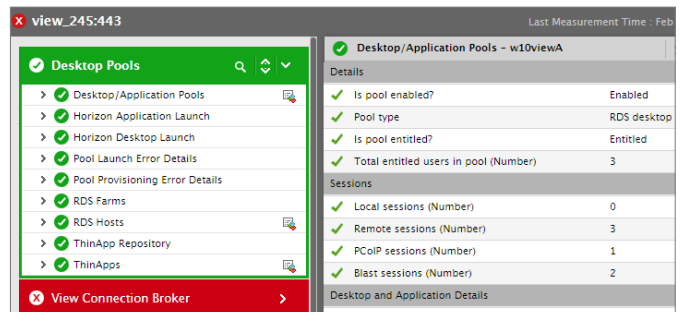 view_245:443
Last Measurement Time : Feb
Desktop Pools
Desktop/Application Pools
Horizon Application Launch
Horizon Desktop Launch
Pool Launch Error Details
Pool Provisioning Error Details
RDS Farms
RDS Hosts
ThinApp Repository
ThinApps
View Connection Broker
Desktop/Application Pools - w10viewA
Details
Is pool enabled? Enabled
Pool type RDS desktop
Is pool entitled? Entitled
Total entitled users in pool (Number) 3
Sessions
Local sessions (Number) 0
Remote sessions (Number) 3
PCoIP sessions (Number) 1
Blast sessions (Number) 2
Desktop and Application Details